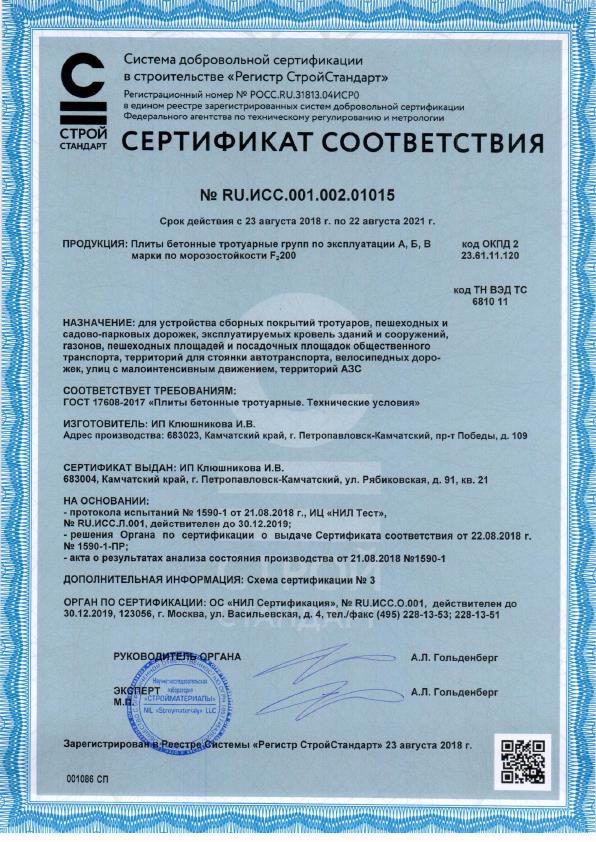 СТРОЙ
СТАНДАРТ
Система добровольной сертификации
в строительстве «Регистр СтройСтандарт»
Регистрационный номер № РОСС.RU.31813.04ИСР0
в едином реестре зарегистрированных систем добровольной сертификации
Федерального агентства по техническому регулированию и метрологии
СЕРТИФИКАТ СООТВЕТСТВИЯ
№ RU.ИСС.001.002.01015
Срок действия с 23 августа 2018 г. по 22 августа 2021 г.
ПРОДУКЦИЯ: Плиты бетонные тротуарные групп по эксплуатации А, Б, В
марки по морозостойкости F₂200
код ОКПД 2
23.61.11.120
код ТН ВЭД ТС
6810 11
НАЗНАЧЕНИЕ: для устройства сборных покрытий тротуаров, пешеходных и
садово-парковых дорожек, эксплуатируемых кровель зданий и сооружений,
газонов, пешеходных площадей и посадочных площадок общественного
транспорта, территорий для стоянки автотранспорта, велосипедных доро-
жек, улиц с малоинтенсивным движением, территорий АЗС
СООТВЕТСТВУЕТ ТРЕБОВАНИЯМ:
ГОСТ 17608-2017 «Плиты бетонные тротуарные. Технические условия»
ИЗГОТОВИТЕЛЬ: ИП Клюшникова И.В.
Адрес производства: 683023, Камчатский край, г. Петропавловск-Камчатский, пр-т Победы, д. 109
СЕРТИФИКАТ ВЫДАН: ИП Клюшникова И.В.
683004, Камчатский край, г. Петропавловск-Камчатский, ул. Рябиковская, д. 91, кв. 21
НА ОСНОВАНИИ:
- протокола испытаний № 1590-1 от 21.08.2018 г., ИЦ «НИЛ Тест»,
№ RU.ИСС.Л.001, действителен до 30.12.2019;
- решения Органа по сертификации о выдаче Сертификата соответствия от 22.08.2018 г.
№ 1590-1-ПР;
- акта о результатах анализа состояния производства от 21.08.2018 №1590-1
ДОПОЛНИТЕЛЬНАЯ ИНФОРМАЦИЯ: Схема сертификации № 3
ОРГАН ПО СЕРТИФИКАЦИИ: ОС «НИЛ Сертификация», № RU.ИСС.О.001, действителен до
30.12.2019, 123056, г. Москва, ул. Васильевская, д. 4, тел./факс (495) 228-13-53; 228-13-51
СТРОЙ
СТАНДАРТ
РУКОВОДИТЕЛЬ ОРГАНА
А.Л. Гольденберг
ЭКСПЕРТ
А.Л. Гольденберг
М.П.
Научно-исследовательская
лаборатория
«СТРОЙМАТЕРИАЛЫ»
NIL «Stroymaterialy» LLC
Зарегистрирован в Реестре Системы «Регистр СтройСтандарт» 23 августа 2018 г.
001086 СП